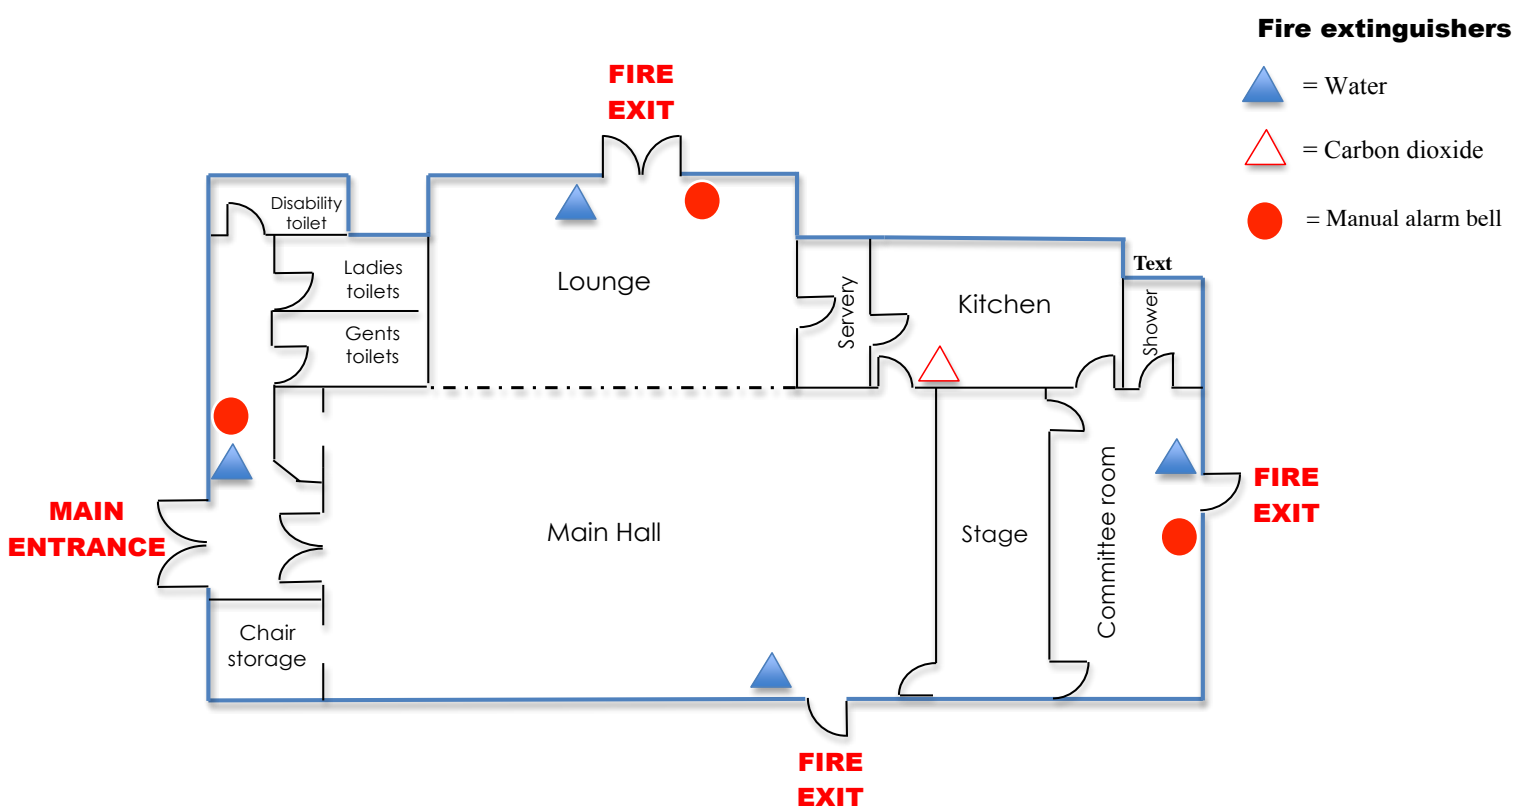 Fire extinguishers
= Water
= Carbon dioxide
= Manual alarm bell
FIRE
EXIT
Disability
toilet
Ladies
toilets
Gents
toilets
Lounge
Servery
Kitchen
Text
Shower
MAIN
ENTRANCE
Main Hall
Stage
Committee room
FIRE
EXIT
Chair
storage
FIRE
EXIT